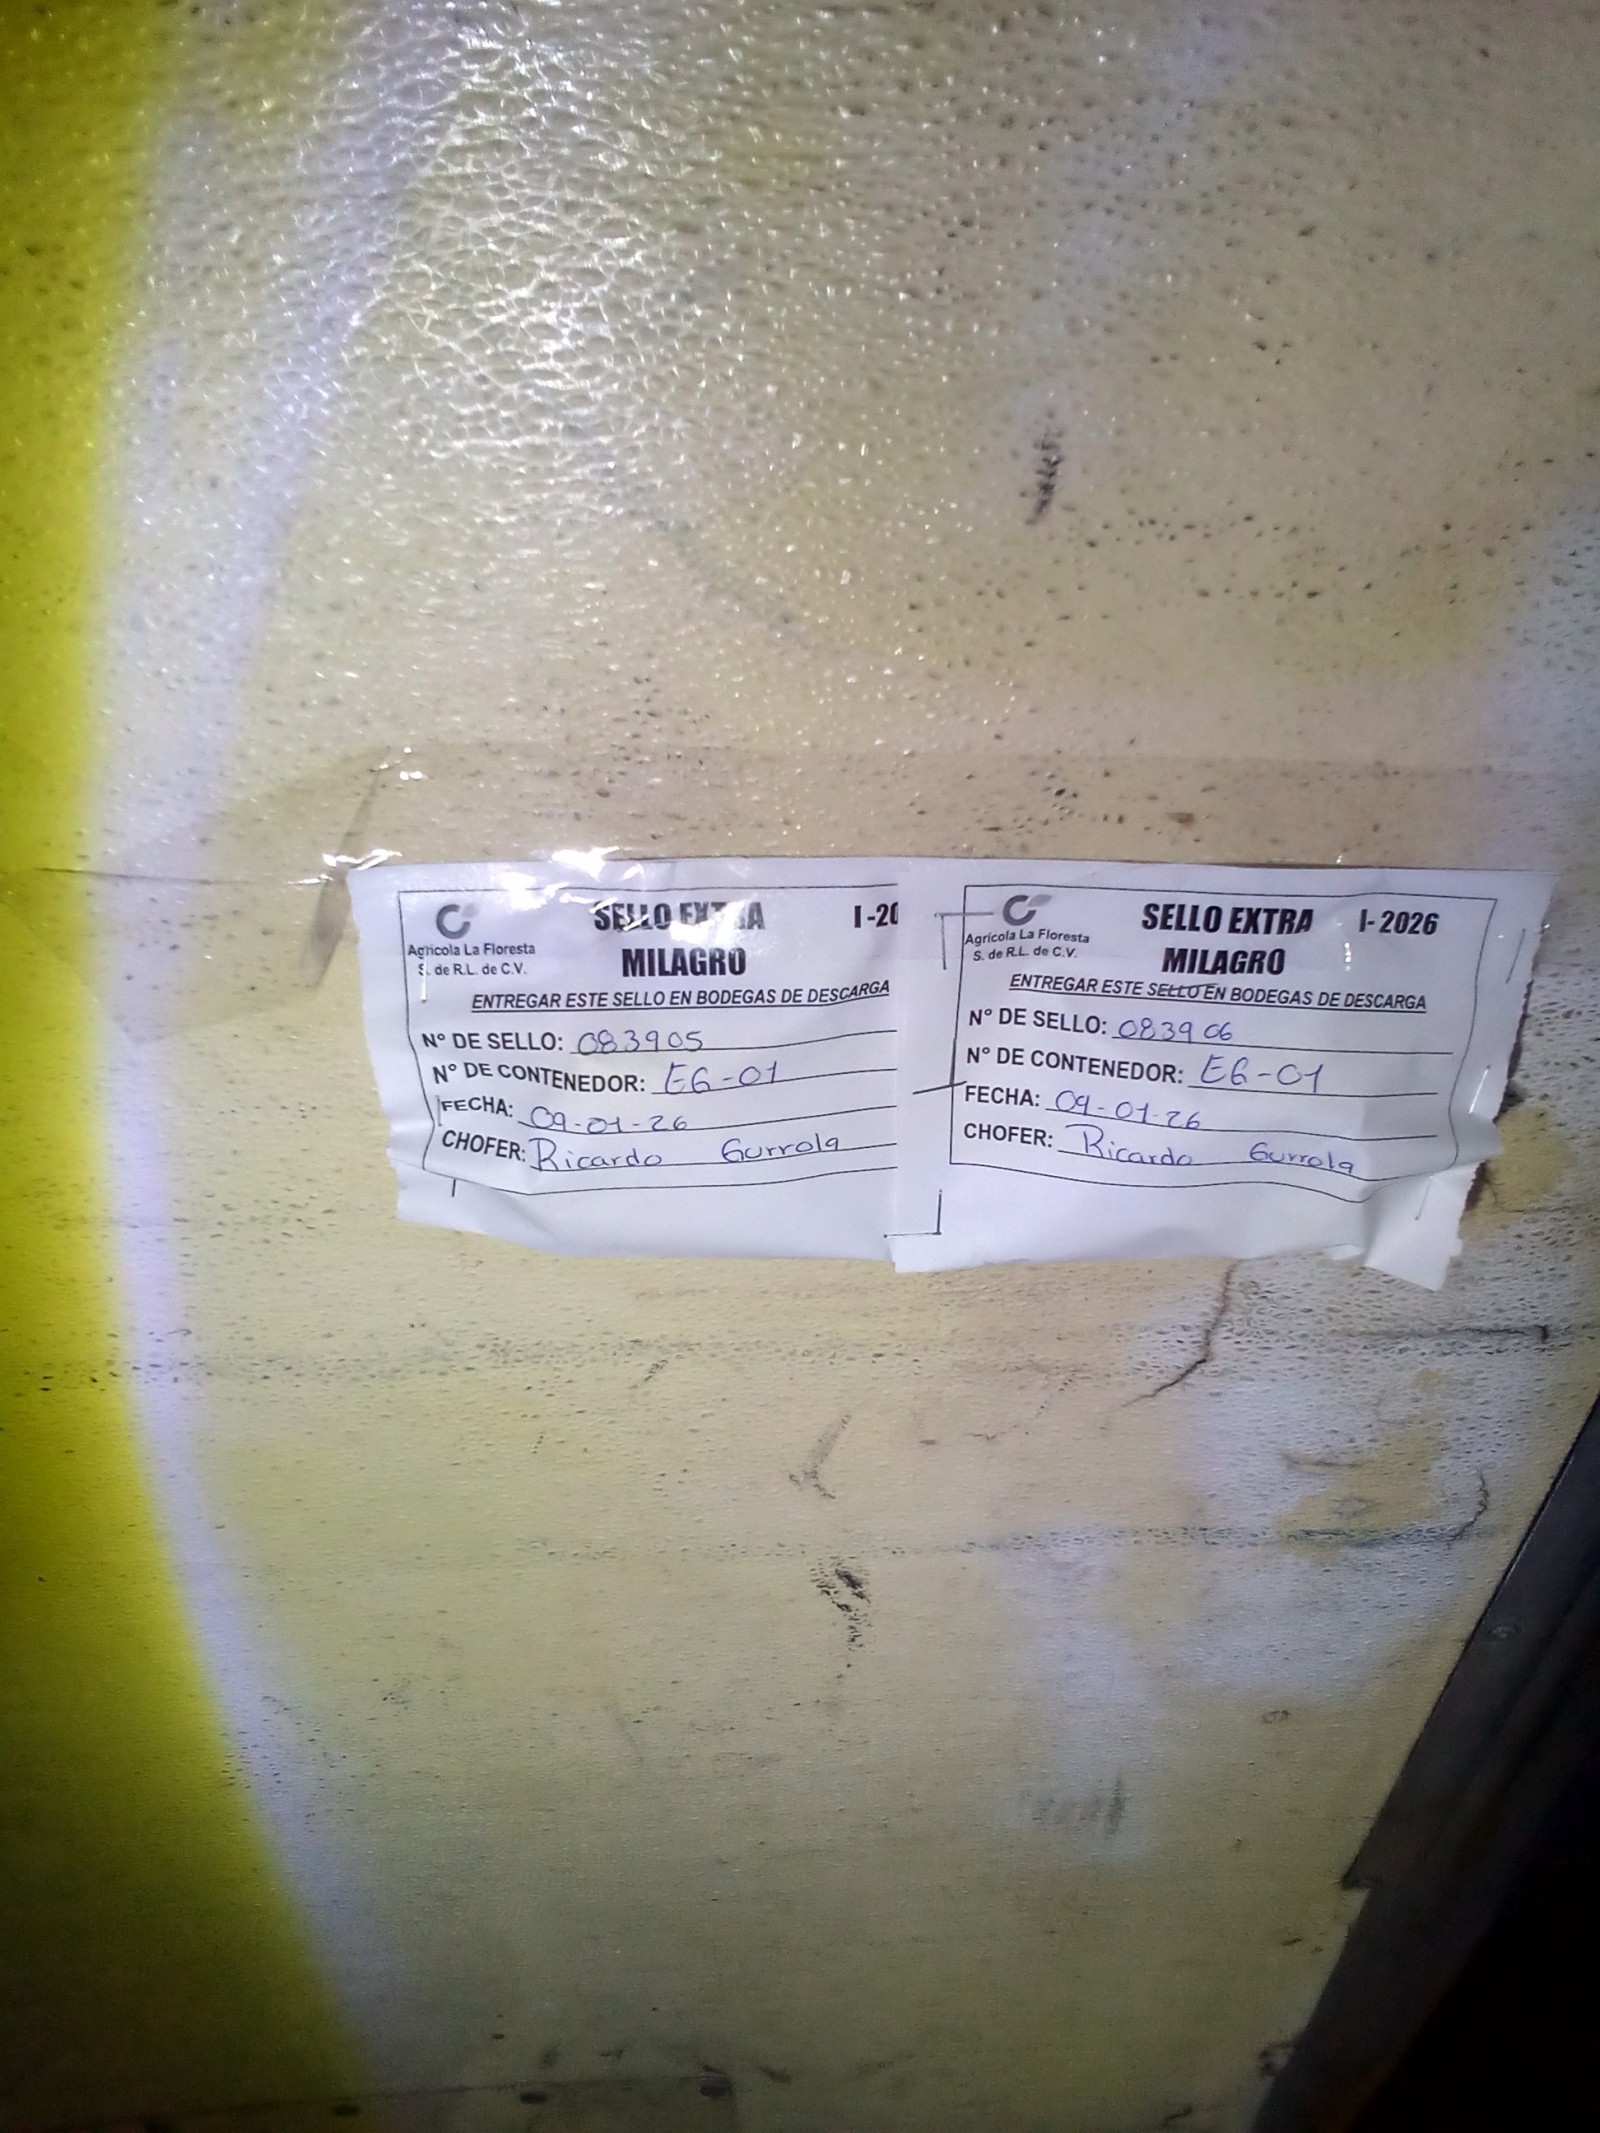 Agricola La Floresta
S. de R.L. de C.V.
SELLO EXTRA I-20
MILAGRO
ENTREGAR ESTE SELLO EN BODEGAS DE DESCARGA
N° DE SELLO: 083905
N° DE CONTENEDOR: E6-01
FECHA: 09-01-26
CHOFER: Ricardo Gurrola
Agricola La Floresta
S. de R.L. de C.V.
SELLO EXTRA I- 2026
MILAGRO
ENTREGAR ESTE SELLO EN BODEGAS DE DESCARGA
N° DE SELLO: 083906
N° DE CONTENEDOR: E6-01
FECHA: 09-01-26
CHOFER: Ricardo Gurrola